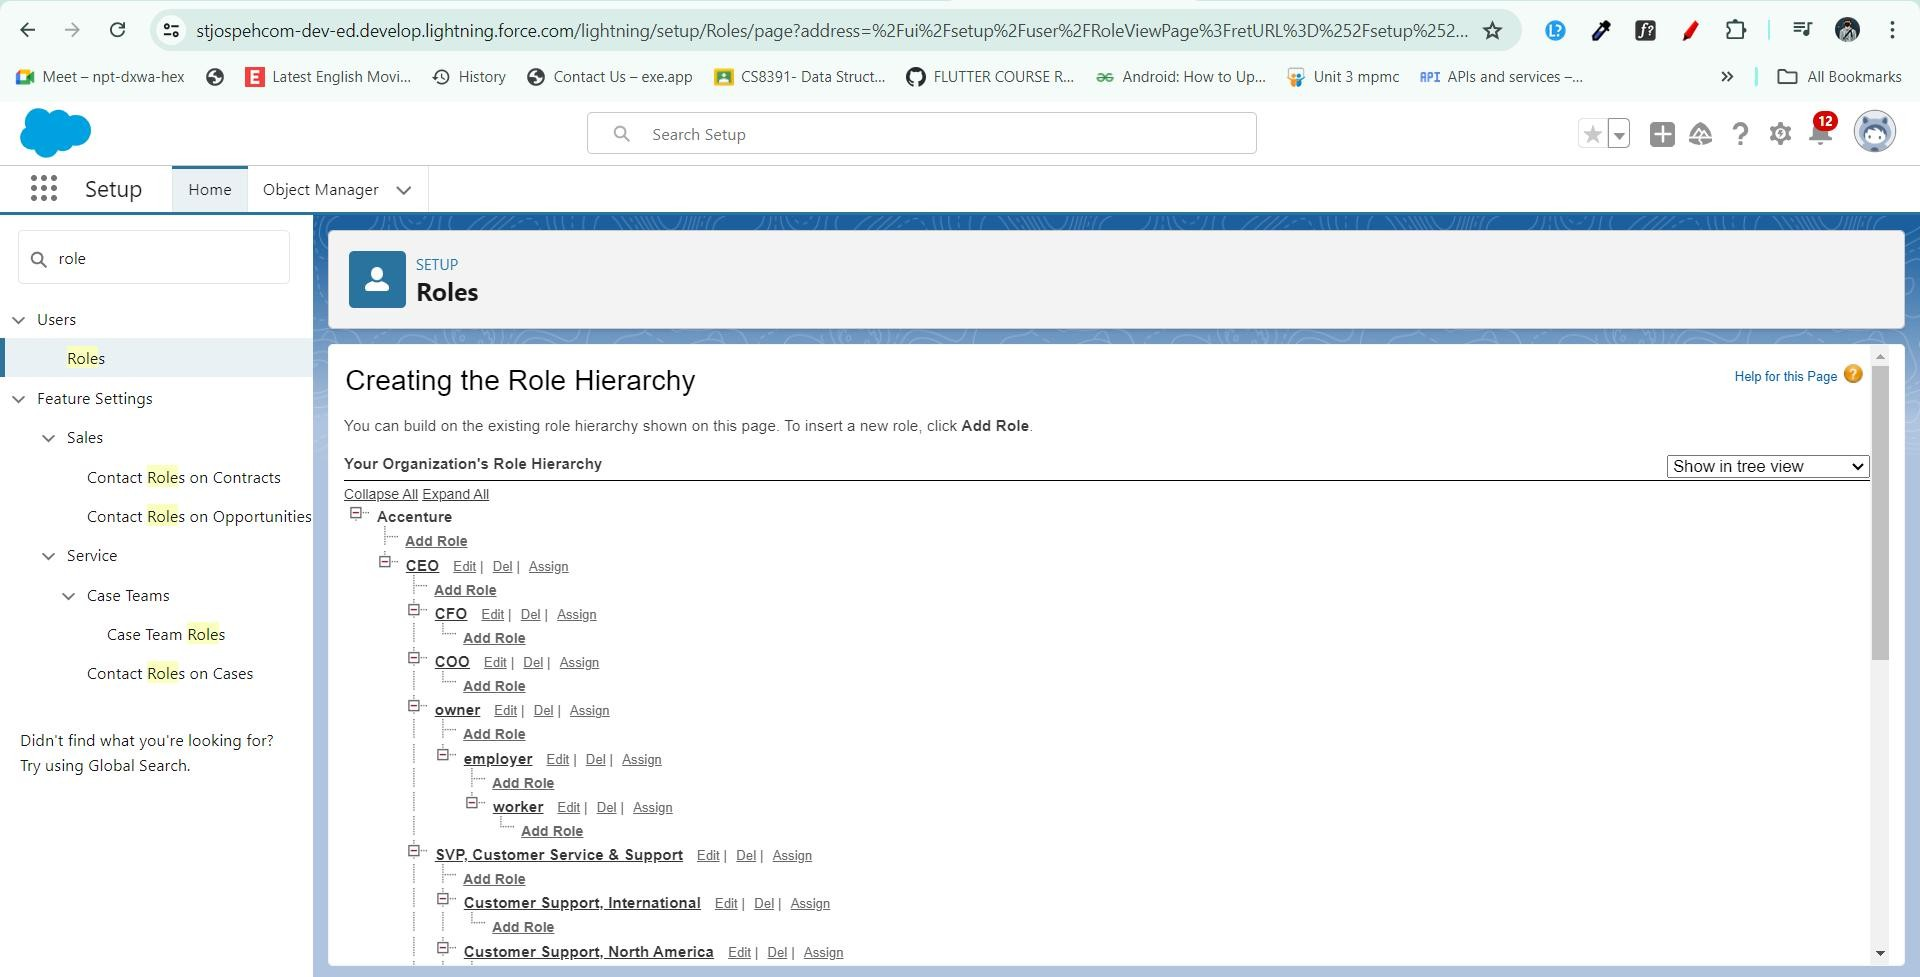 stjospehcom-dev-ed.develop.lightning.force.com/lightning/setup/Roles/page?address=%2Fui%2Fsetup%2Fuser%2FRoleViewPage%3FretURL%3D%252Fsetup%252...
Meet – npt-dxwa-hex
Latest English Movi...
History
Contact Us – exe.app
CS8391- Data Struct...
FLUTTER COURSE R...
Android: How to Up...
Unit 3 mpmc
API APIs and services –...
»
All Bookmarks
Search Setup
12
Setup
Home
Object Manager
role
Users
Roles
Feature Settings
Sales
Contact Roles on Contracts
Contact Roles on Opportunities
Service
Case Teams
Case Team Roles
Contact Roles on Cases
Didn't find what you're looking for?
Try using Global Search.
SETUP
Roles
Creating the Role Hierarchy
Help for this Page ?
You can build on the existing role hierarchy shown on this page. To insert a new role, click Add Role.
Your Organization's Role Hierarchy
Show in tree view
Collapse All Expand All
Accenture
Add Role
CEO Edit | Del | Assign
Add Role
CFO Edit | Del | Assign
Add Role
COO Edit | Del | Assign
Add Role
owner Edit | Del | Assign
Add Role
employer Edit | Del | Assign
Add Role
worker Edit | Del | Assign
Add Role
SVP, Customer Service & Support Edit | Del | Assign
Add Role
Customer Support, International Edit | Del | Assign
Add Role
Customer Support, North America Edit | Del | Assign